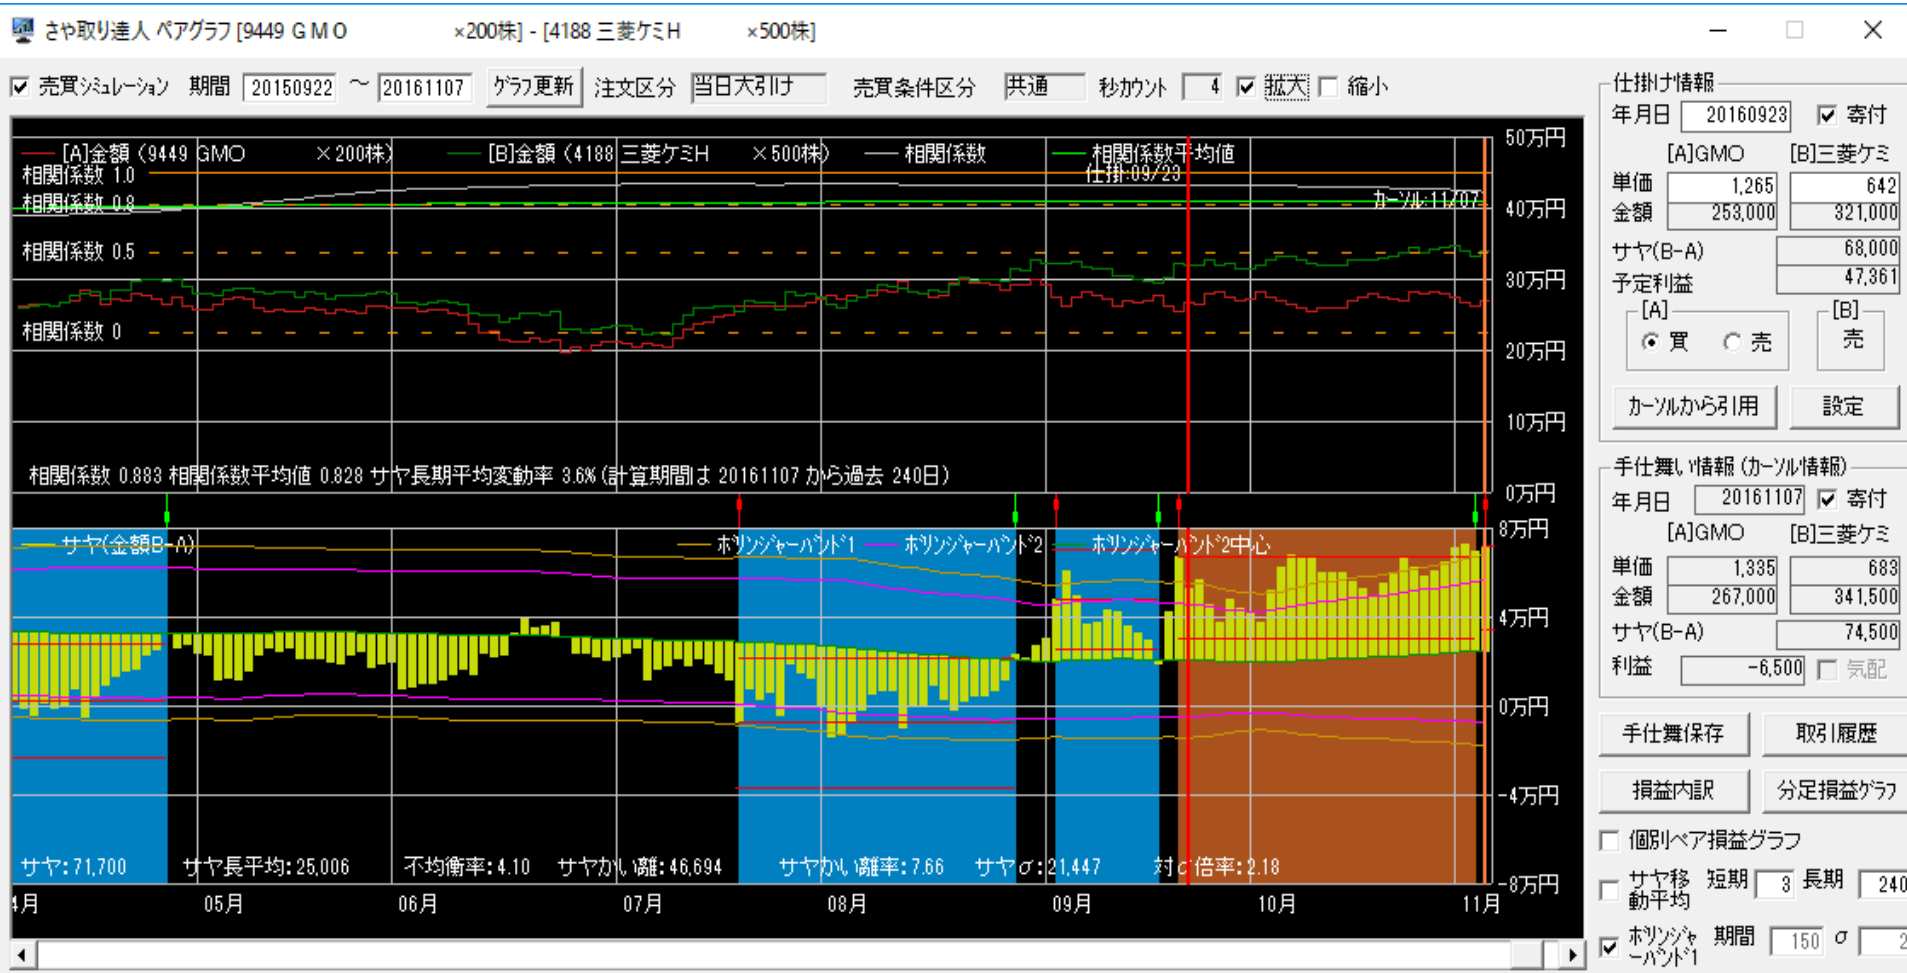 さや取り達人 ペアグラフ [9449 ＧＭＯ ×200株] - [4188 三菱ケミＨ ×500株]
売買ｼﾐｭﾚｰｼｮﾝ 期間 20150922 ～ 20161107 ｸﾞﾗﾌ更新 注文区分 当日大引け 売買条件区分 共通 秒ｶｳﾝﾄ 4 拡大 縮小
[A]金額 (9449 GMO ×200株) [B]金額 (4188 三菱ケミH ×500株) 相関係数 相関係数平均値
50万円
相関係数 1.0
仕掛:09/23
相関係数 0.8
ｶｰｿﾙ:11/07
40万円
相関係数 0.5
30万円
相関係数 0
20万円
10万円
相関係数 0.883 相関係数平均値 0.828 サヤ長期平均変動率 3.6% (計算期間は 20161107 から過去 240日)
0万円
8万円
サヤ(金額B-A) ﾎﾞﾘﾝｼﾞｬｰﾊﾞﾝﾄﾞ1 ﾎﾞﾘﾝｼﾞｬｰﾊﾞﾝﾄﾞ2 ﾎﾞﾘﾝｼﾞｬｰﾊﾞﾝﾄﾞ2中心
4万円
0万円
-4万円
サヤ:71,700 サヤ長平均:25,006 不均衡率:4.10 サヤかい離:46,694 サヤかい離率:7.66 サヤσ:21,447 対σ倍率:2.18
-8万円
4月 05月 06月 07月 08月 09月 10月 11月
仕掛け情報
年月日 20160923 寄付
[A]GMO [B]三菱ケミ
単価 1,265 642
金額 253,000 321,000
サヤ(B-A) 68,000
予定利益 47,361
[A] [B]
買 売 売
ｶｰｿﾙから引用 設定
手仕舞い情報 (ｶｰｿﾙ情報)
年月日 20161107 寄付
[A]GMO [B]三菱ケミ
単価 1,335 683
金額 267,000 341,500
サヤ(B-A) 74,500
利益 -6,500 気配
手仕舞保存 取引履歴
損益内訳 分足損益ｸﾞﾗﾌ
個別ペア損益グラフ
サヤ移動平均 短期 3 長期 240
ﾎﾞﾘﾝｼﾞｬｰﾊﾞﾝﾄﾞ1 期間 150 σ 2